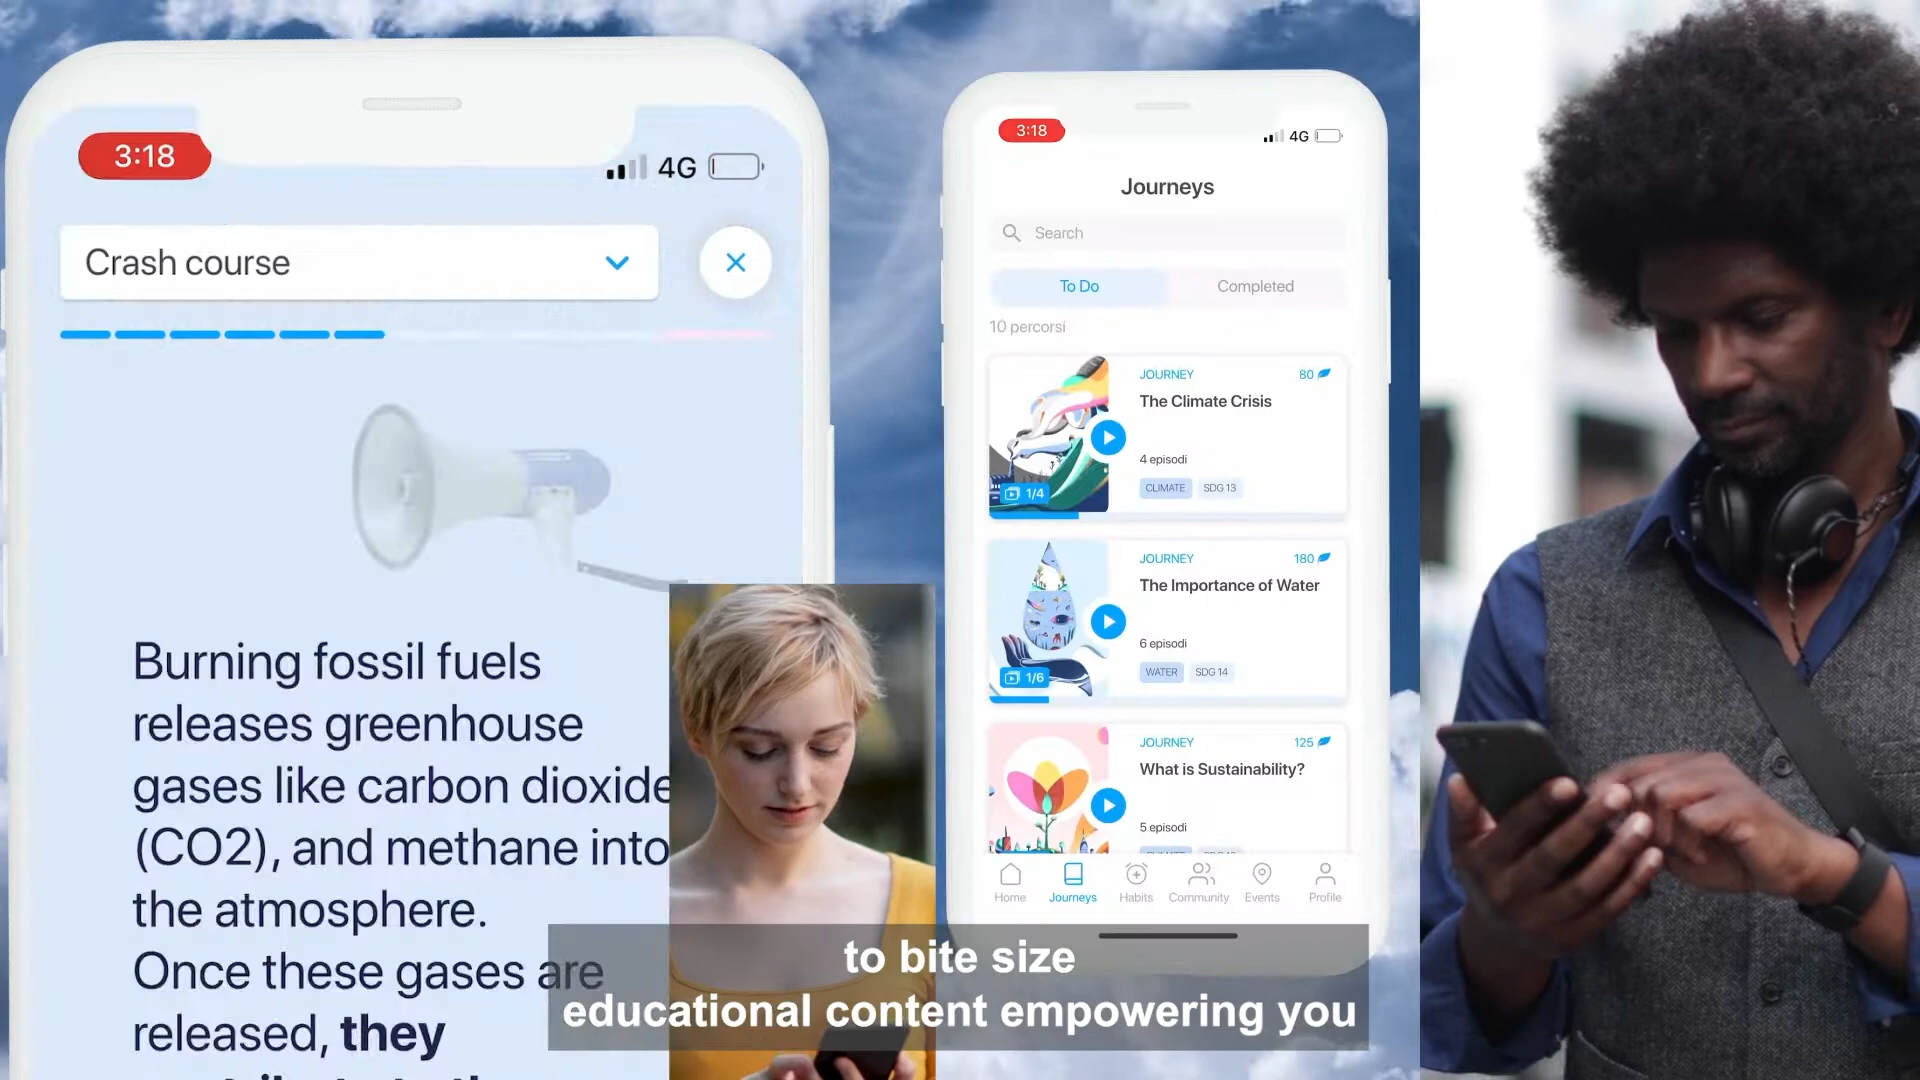 3:18
4G
Crash course
Burning fossil fuels
releases greenhouse
gases like carbon dioxide
(CO2), and methane into
the atmosphere.
Once these gases are
released, they
3:18
4G
Journeys
Search
To Do
Completed
10 percorsi
JOURNEY
80
The Climate Crisis
4 episodi
CLIMATE
SDG 13
1/4
JOURNEY
180
The Importance of Water
6 episodi
WATER
SDG 14
1/6
JOURNEY
125
What is Sustainability?
5 episodi
Home
Journeys
Habits
Community
Events
Profile
to bite size
educational content empowering you